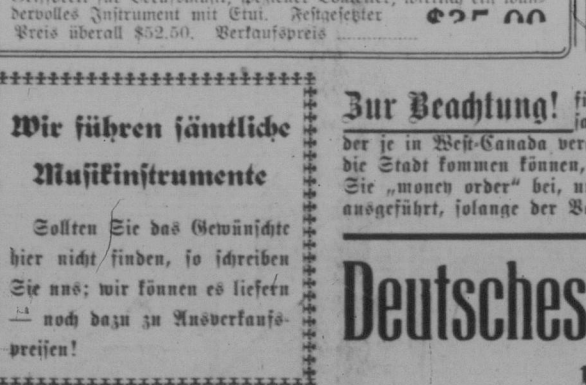 dervolles Instrument mit Etui. Festgesetzter
Preis überall $52.50. Verkaufspreis
$35.00
Wir führen sämtliche
Musikinstrumente
Sollten Sie das Gewünschte
hier nicht finden, so schreiben
Sie uns; wir können es liefern
— noch dazu zu Ausverkaufs-
preisen!
Zur Beachtung!
der je in West-Canada
die Stadt kommen können,
Sie „money order“ bei,
ausgeführt, solange der
Deutsches